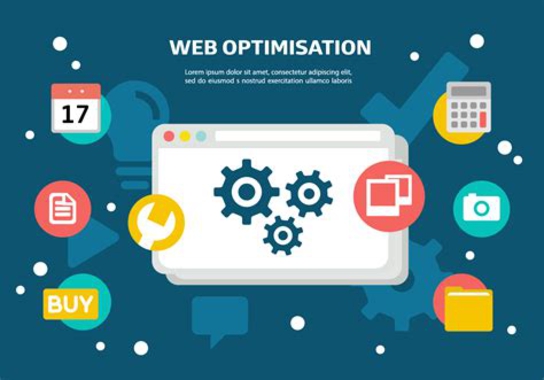 WEB OPTIMISATION
Lorem ipsum dolor sit amet, consectetur adipiscing elit,
sed do eiusmod s nostrud exercitation ullamco laboris
17
BUY